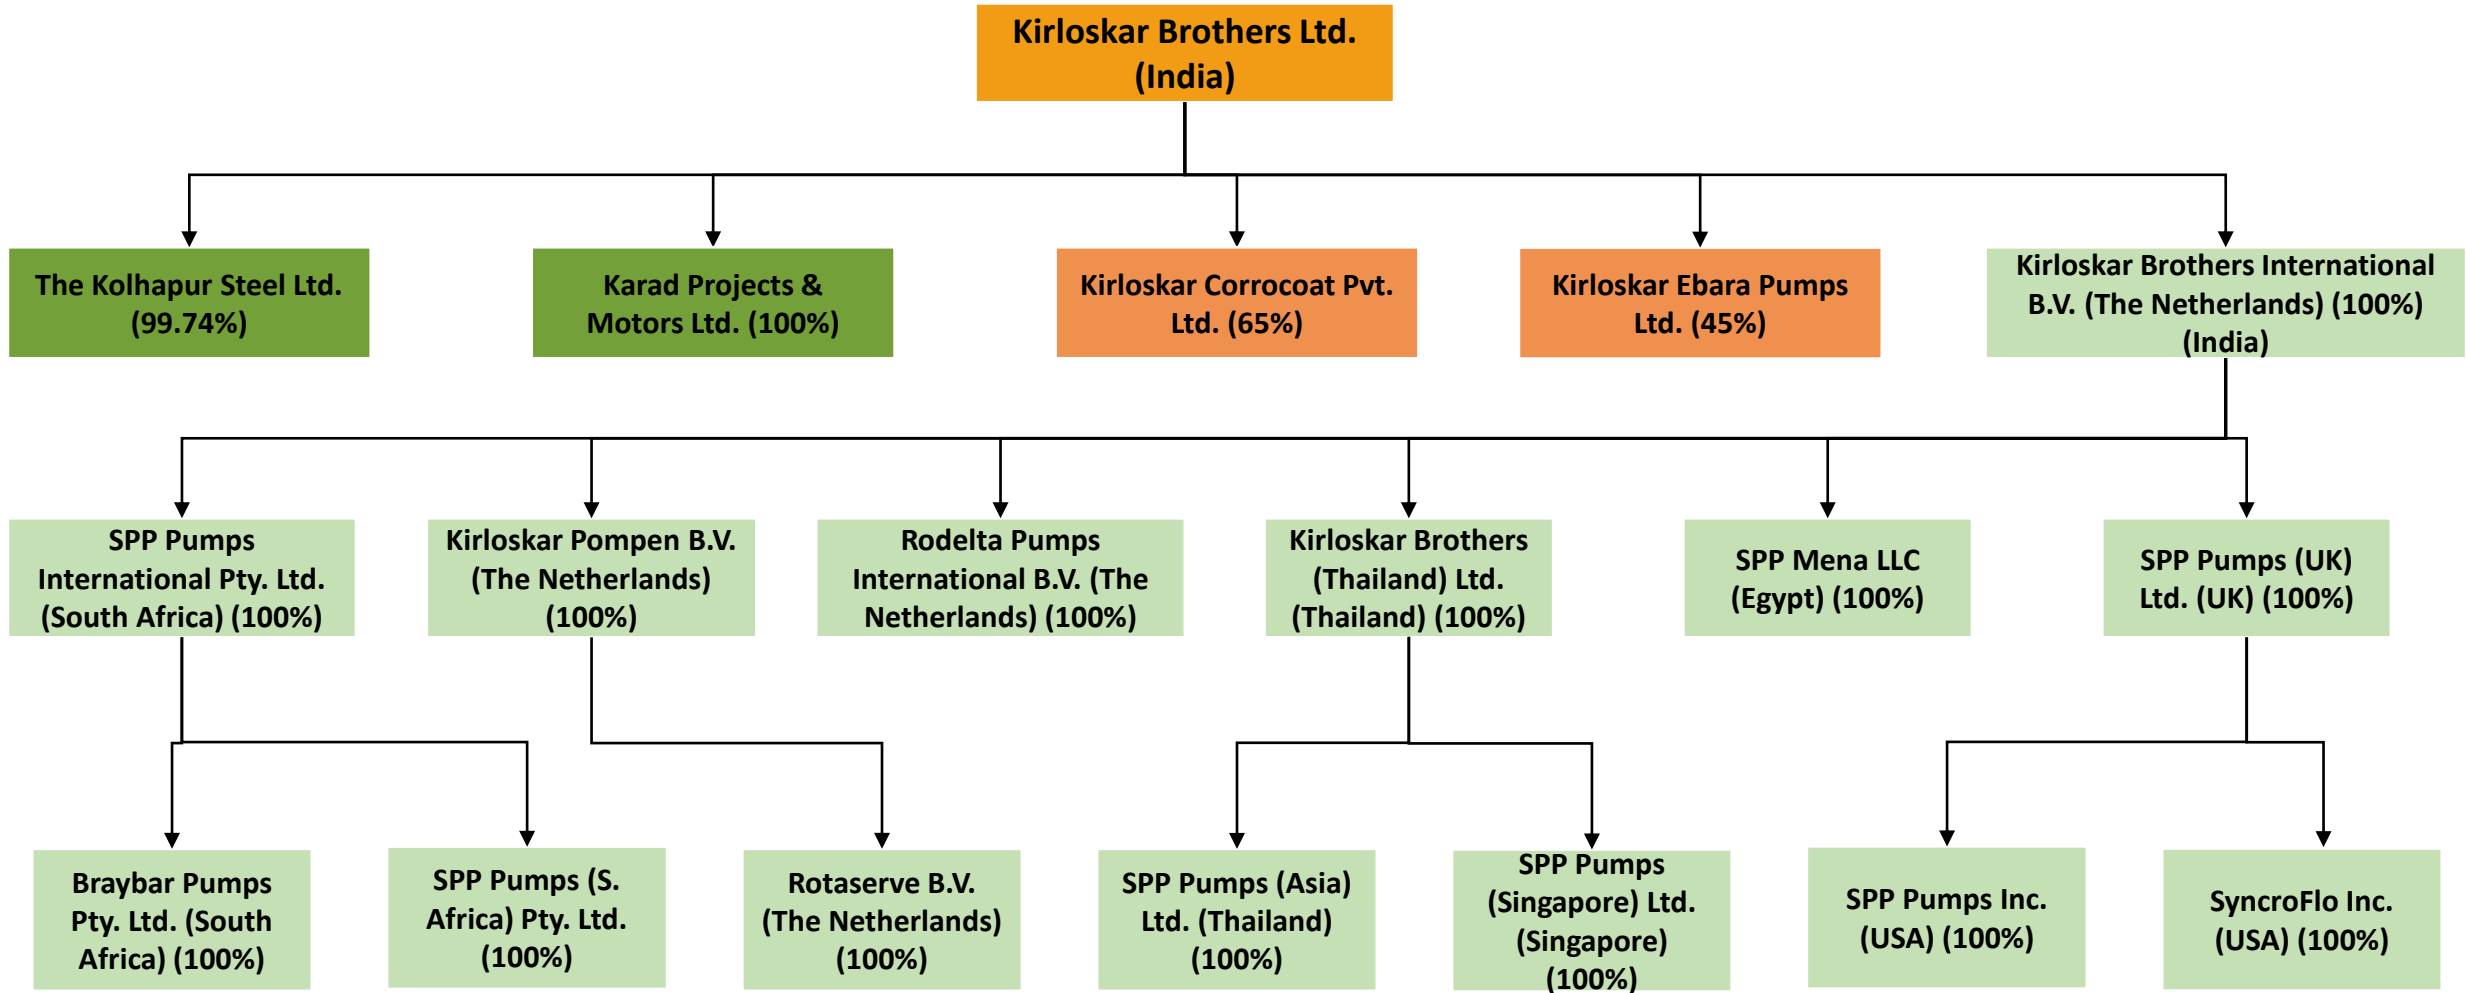 Kirloskar Brothers Ltd.
(India)
The Kolhapur Steel Ltd.
(99.74%)
Karad Projects &
Motors Ltd. (100%)
Kirloskar Corrocoat Pvt.
Ltd. (65%)
Kirloskar Ebara Pumps
Ltd. (45%)
Kirloskar Brothers International
B.V. (The Netherlands) (100%)
(India)
SPP Pumps
International Pty. Ltd.
(South Africa) (100%)
Kirloskar Pompen B.V.
(The Netherlands)
(100%)
Rodelta Pumps
International B.V. (The
Netherlands) (100%)
Kirloskar Brothers
(Thailand) Ltd.
(Thailand) (100%)
SPP Mena LLC
(Egypt) (100%)
SPP Pumps (UK)
Ltd. (UK) (100%)
Braybar Pumps
Pty. Ltd. (South
Africa) (100%)
SPP Pumps (S.
Africa) Pty. Ltd.
(100%)
Rotaserve B.V.
(The Netherlands)
(100%)
SPP Pumps (Asia)
Ltd. (Thailand)
(100%)
SPP Pumps
(Singapore) Ltd.
(Singapore)
(100%)
SPP Pumps Inc.
(USA) (100%)
SyncroFlo Inc.
(USA) (100%)